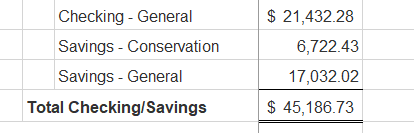 Checking - General $ 21,432.28
Savings - Conservation 6,722.43
Savings - General 17,032.02
Total Checking/Savings $ 45,186.73